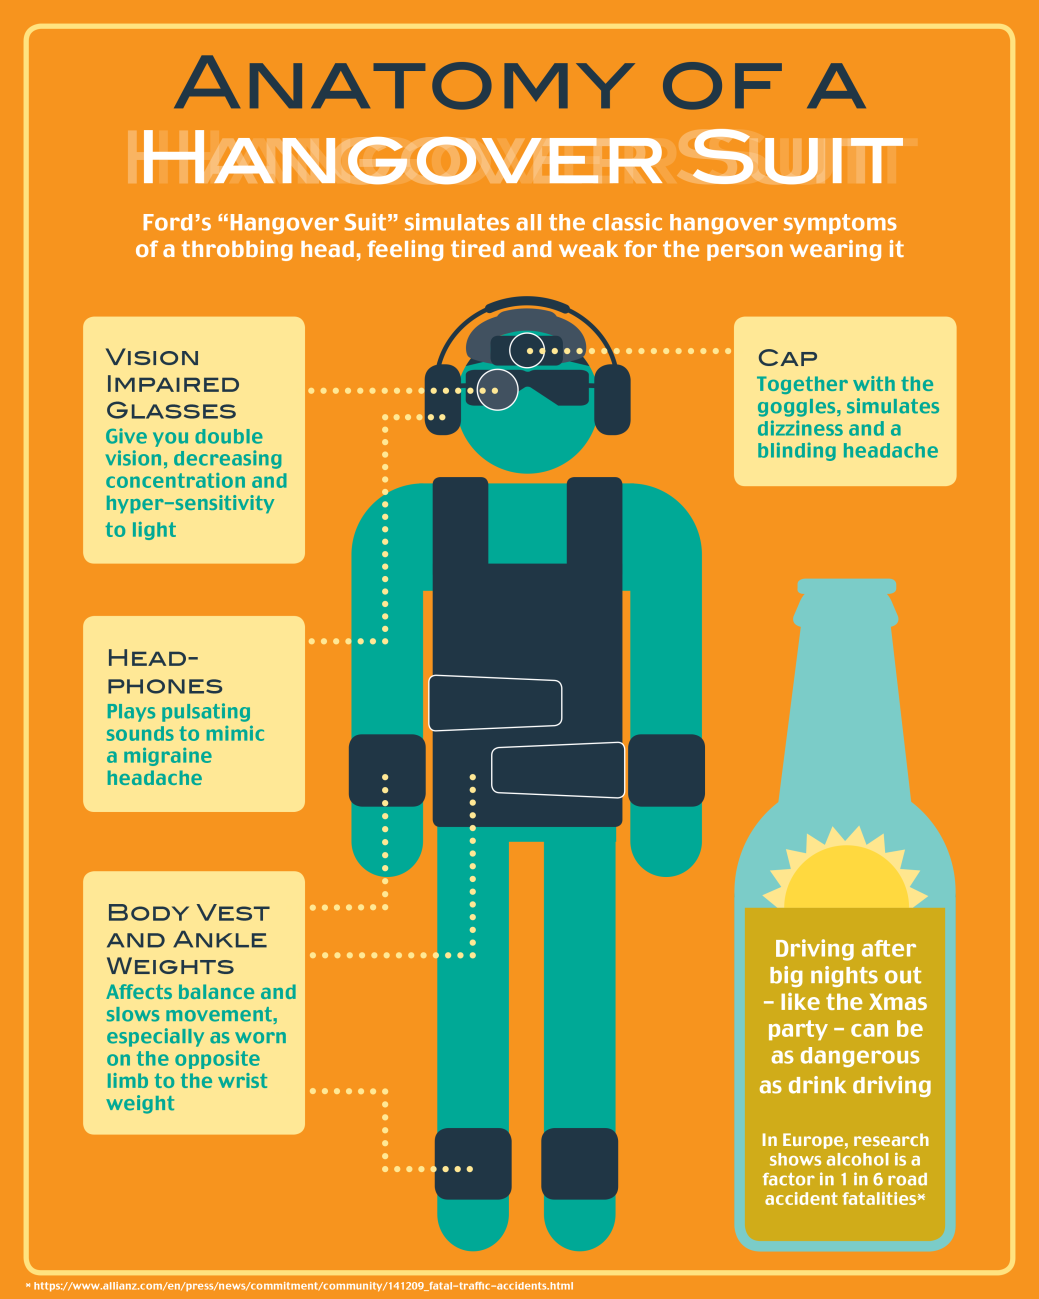 ANATOMY OF A
HANGOVER SUIT
Ford's “Hangover Suit” simulates all the classic hangover symptoms
of a throbbing head, feeling tired and weak for the person wearing it
VISION
IMPAIRED
GLASSES
Give you double
vision, decreasing
concentration and
hyper-sensitivity
to light
CAP
Together with the
goggles, simulates
dizziness and a
blinding headache
HEAD-
PHONES
Plays pulsating
sounds to mimic
a migraine
headache
BODY VEST
AND ANKLE
WEIGHTS
Affects balance and
slows movement,
especially as worn
on the opposite
limb to the wrist
weight
Driving after
big nights out
– like the Xmas
party – can be
as dangerous
as drink driving
In Europe, research
shows alcohol is a
factor in 1 in 6 road
accident fatalities*
* https://www.allianz.com/en/press/news/commitment/community/141209_fatal-traffic-accidents.html